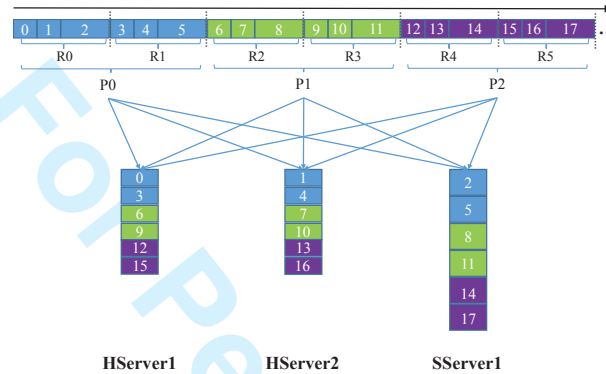 0 1 2 3 4 5 6 7 8 9 10 11 12 13 14 15 16 17 ..
R0 R1 R2 R3 R4 R5
P0 P1 P2
0 1 2
3 4 5
6 7 8
9 10 11
12 13 14
15 16 17
HServer1 HServer2 SServer1
For Pe